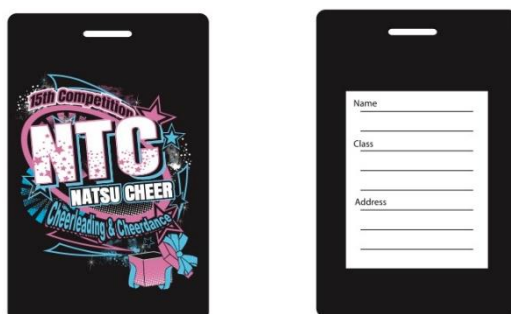 15th Competition
NTC
NATSU CHEER
Cheerleading & Cheerdance
Name
Class
Address